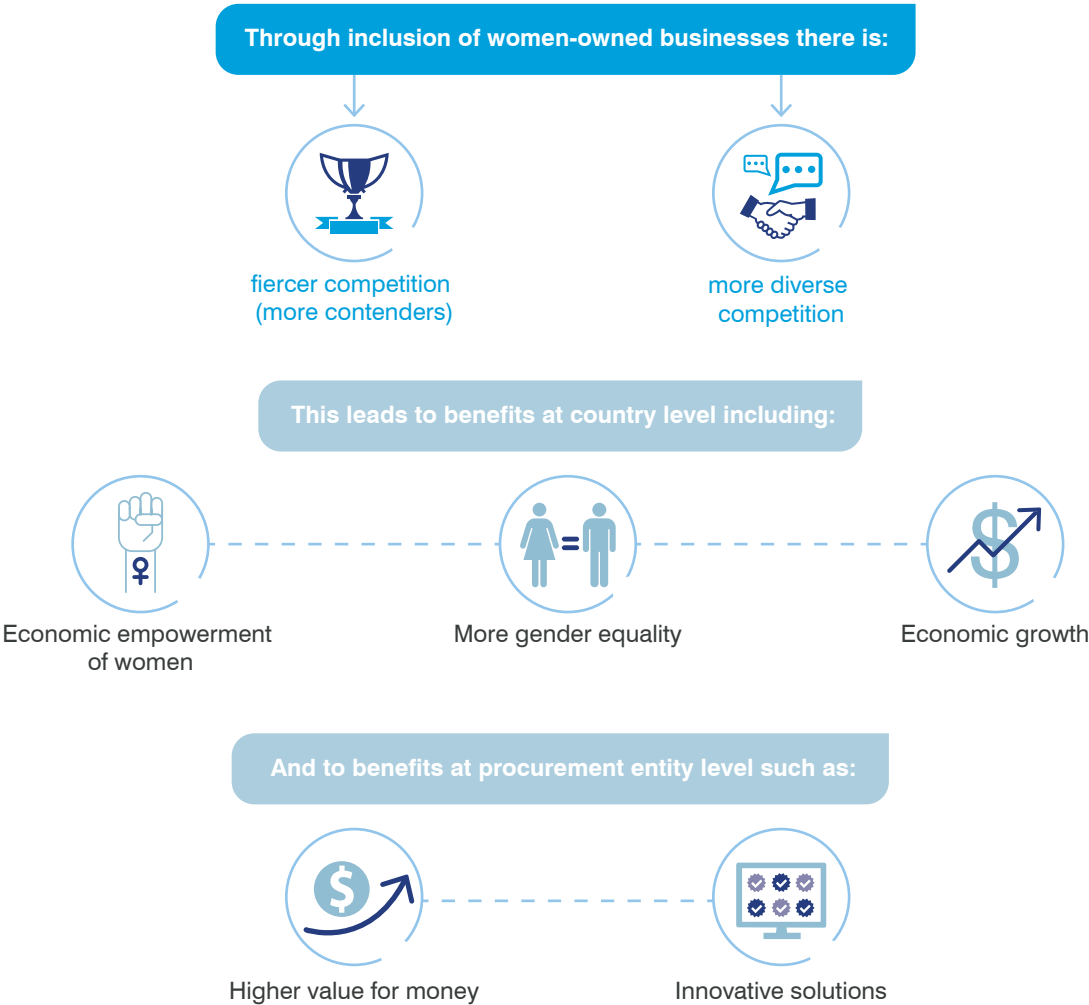 Through inclusion of women-owned businesses there is:
fiercer competition
(more contenders)
more diverse
competition
This leads to benefits at country level including:
Economic empowerment
of women
More gender equality
Economic growth
And to benefits at procurement entity level such as:
Higher value for money
Innovative solutions